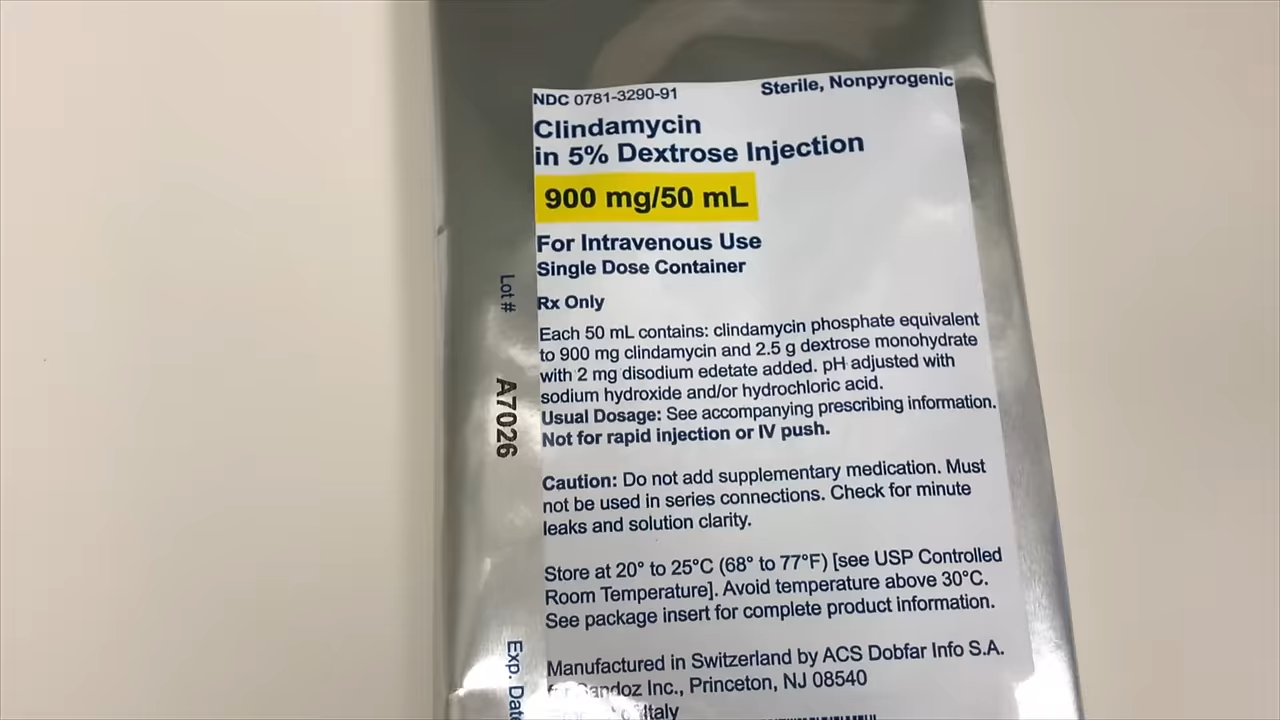 NDC 0781-3290-91
Sterile, Nonpyrogenic
Clindamycin
in 5% Dextrose Injection
900 mg/50 mL
For Intravenous Use
Single Dose Container
Rx Only
Each 50 mL contains: clindamycin phosphate equivalent
to 900 mg clindamycin and 2.5 g dextrose monohydrate
with 2 mg disodium edetate added. pH adjusted with
sodium hydroxide and/or hydrochloric acid.
Usual Dosage: See accompanying prescribing information.
Not for rapid injection or IV push.
Caution: Do not add supplementary medication. Must
not be used in series connections. Check for minute
leaks and solution clarity.
Store at 20° to 25°C (68° to 77°F) [see USP Controlled
Room Temperature]. Avoid temperature above 30°C.
See package insert for complete product information.
Manufactured in Switzerland by ACS Dobfar Info S.A.
for Sandoz Inc., Princeton, NJ 08540
Italy
Lot #
A7026
Exp. Date